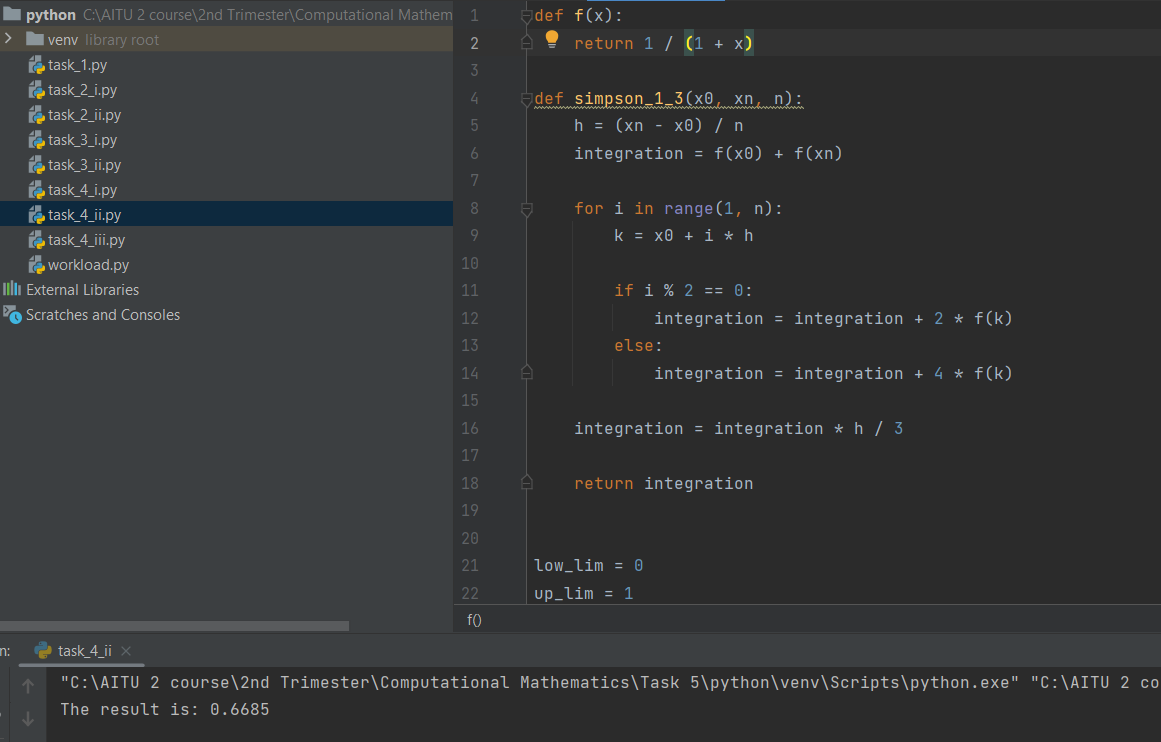 python C:\AITU 2 course\2nd Trimester\Computational Mathem
venv library root
task_1.py
task_2_i.py
task_2_ii.py
task_3_i.py
task_3_ii.py
task_4_i.py
task_4_ii.py
task_4_iii.py
workload.py
External Libraries
Scratches and Consoles
1 def f(x):
2     return 1 / (1 + x)
3
4 def simpson_1_3(x0, xn, n):
5     h = (xn - x0) / n
6     integration = f(x0) + f(xn)
7
8     for i in range(1, n):
9         k = x0 + i * h
10
11         if i % 2 == 0:
12             integration = integration + 2 * f(k)
13         else:
14             integration = integration + 4 * f(k)
15
16     integration = integration * h / 3
17
18     return integration
19
20
21 low_lim = 0
22 up_lim = 1
f()
n: task_4_ii
"C:\AITU 2 course\2nd Trimester\Computational Mathematics\Task 5\python\venv\Scripts\python.exe" "C:\AITU 2 co
The result is: 0.6685